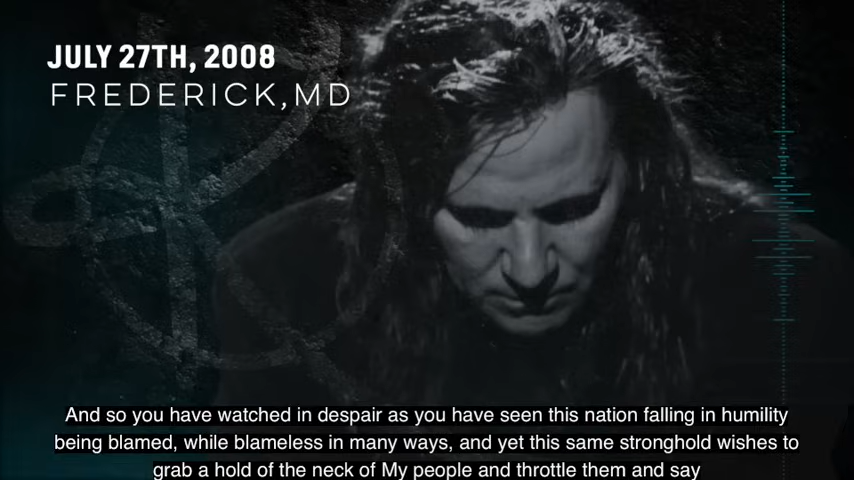 JULY 27TH, 2008
FREDERICK,MD
And so you have watched in despair as you have seen this nation falling in humility
being blamed, while blameless in many ways, and yet this same stronghold wishes to
grab a hold of the neck of My people and throttle them and say